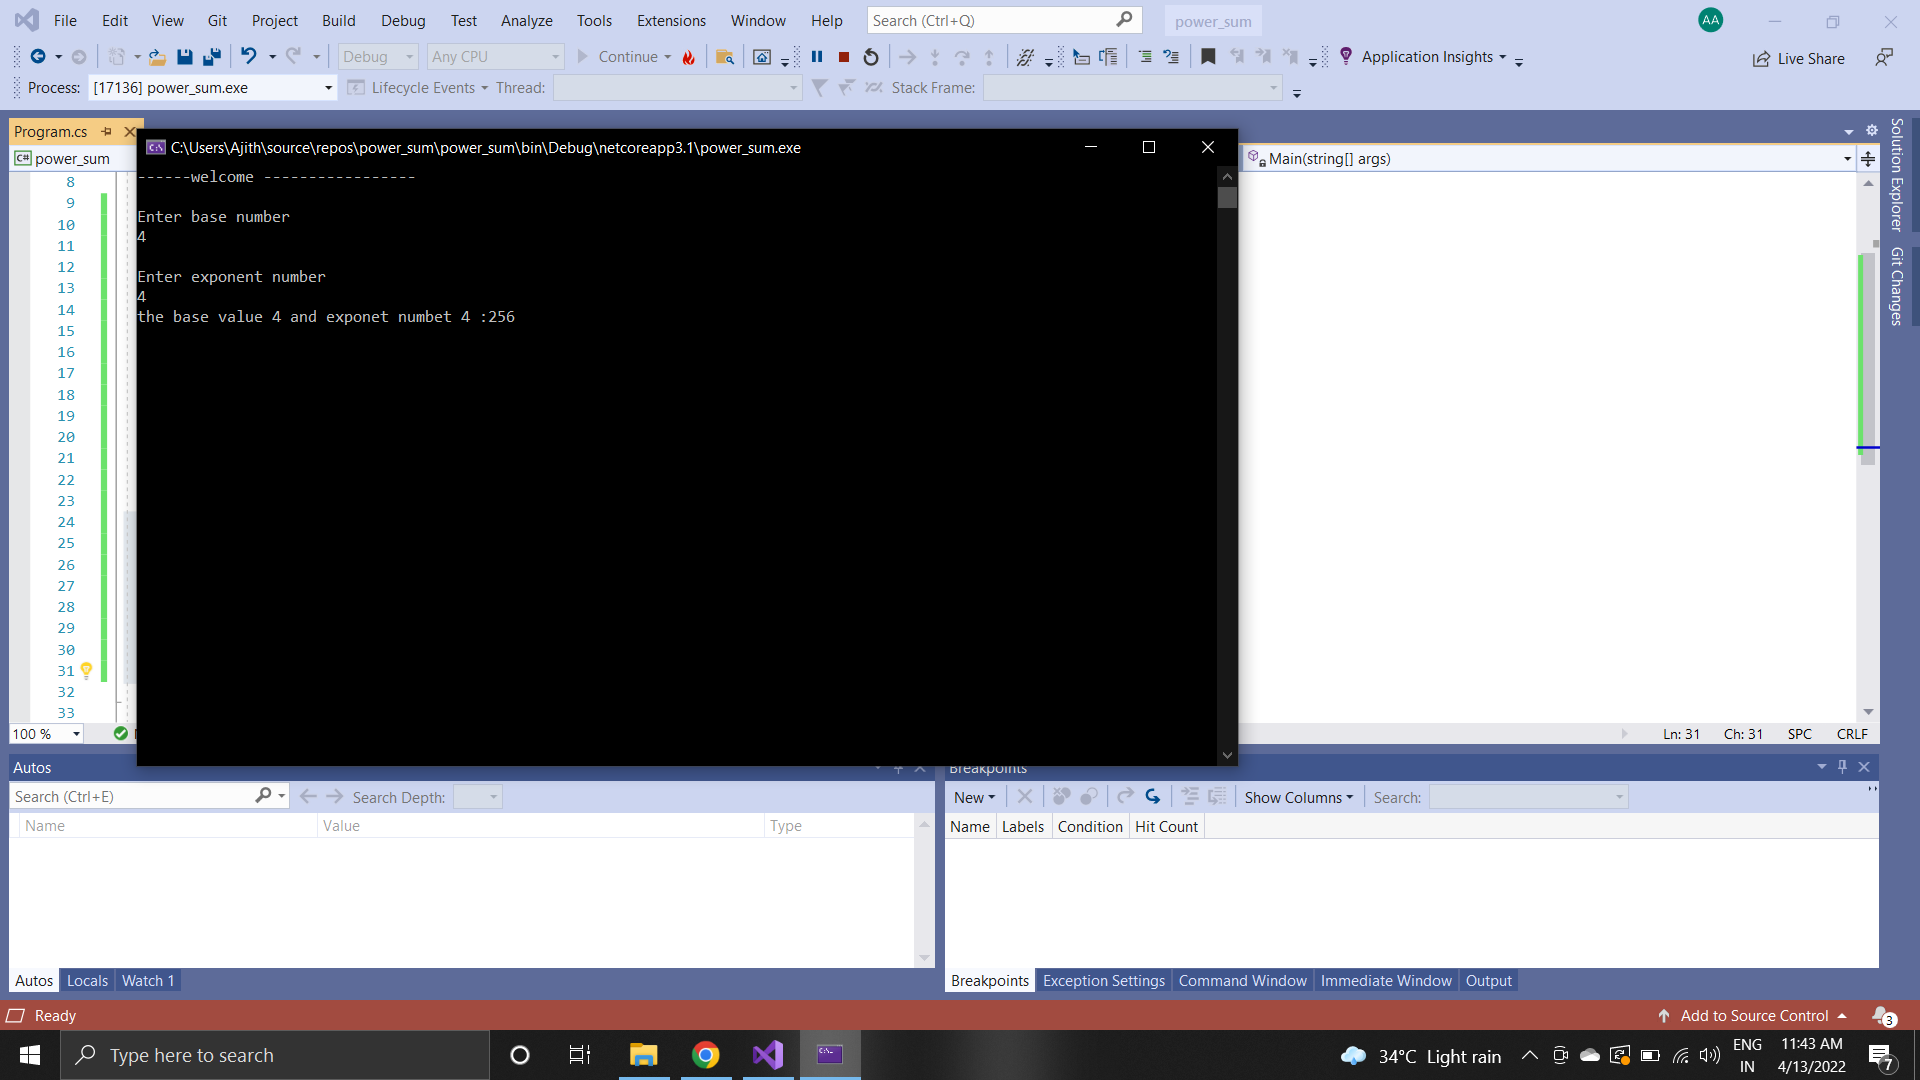 File Edit View Git Project Build Debug Test Analyze Tools Extensions Window Help Search (Ctrl+Q) power_sum AA
Debug Any CPU Continue Application Insights Live Share
Process: [17136] power_sum.exe Lifecycle Events Thread: Stack Frame:
Program.cs
C:\Users\Ajith\source\repos\power_sum\power_sum\bin\Debug\netcoreapp3.1\power_sum.exe
C# power_sum
Main(string[] args)
------welcome -----------------
Enter base number
4
Enter exponent number
4
the base value 4 and exponet numbet 4 :256
8
9
10
11
12
13
14
15
16
17
18
19
20
21
22
23
24
25
26
27
28
29
30
31
32
33
Solution Explorer
Git Changes
100 %
Ln: 31 Ch: 31 SPC CRLF
Autos
Search (Ctrl+E) Search Depth:
Name Value Type
Autos Locals Watch 1
Breakpoints
New Show Columns Search:
Name Labels Condition Hit Count
Breakpoints Exception Settings Command Window Immediate Window Output
Ready Add to Source Control 3
Type here to search
34°C Light rain
ENG
IN
11:43 AM
4/13/2022
7